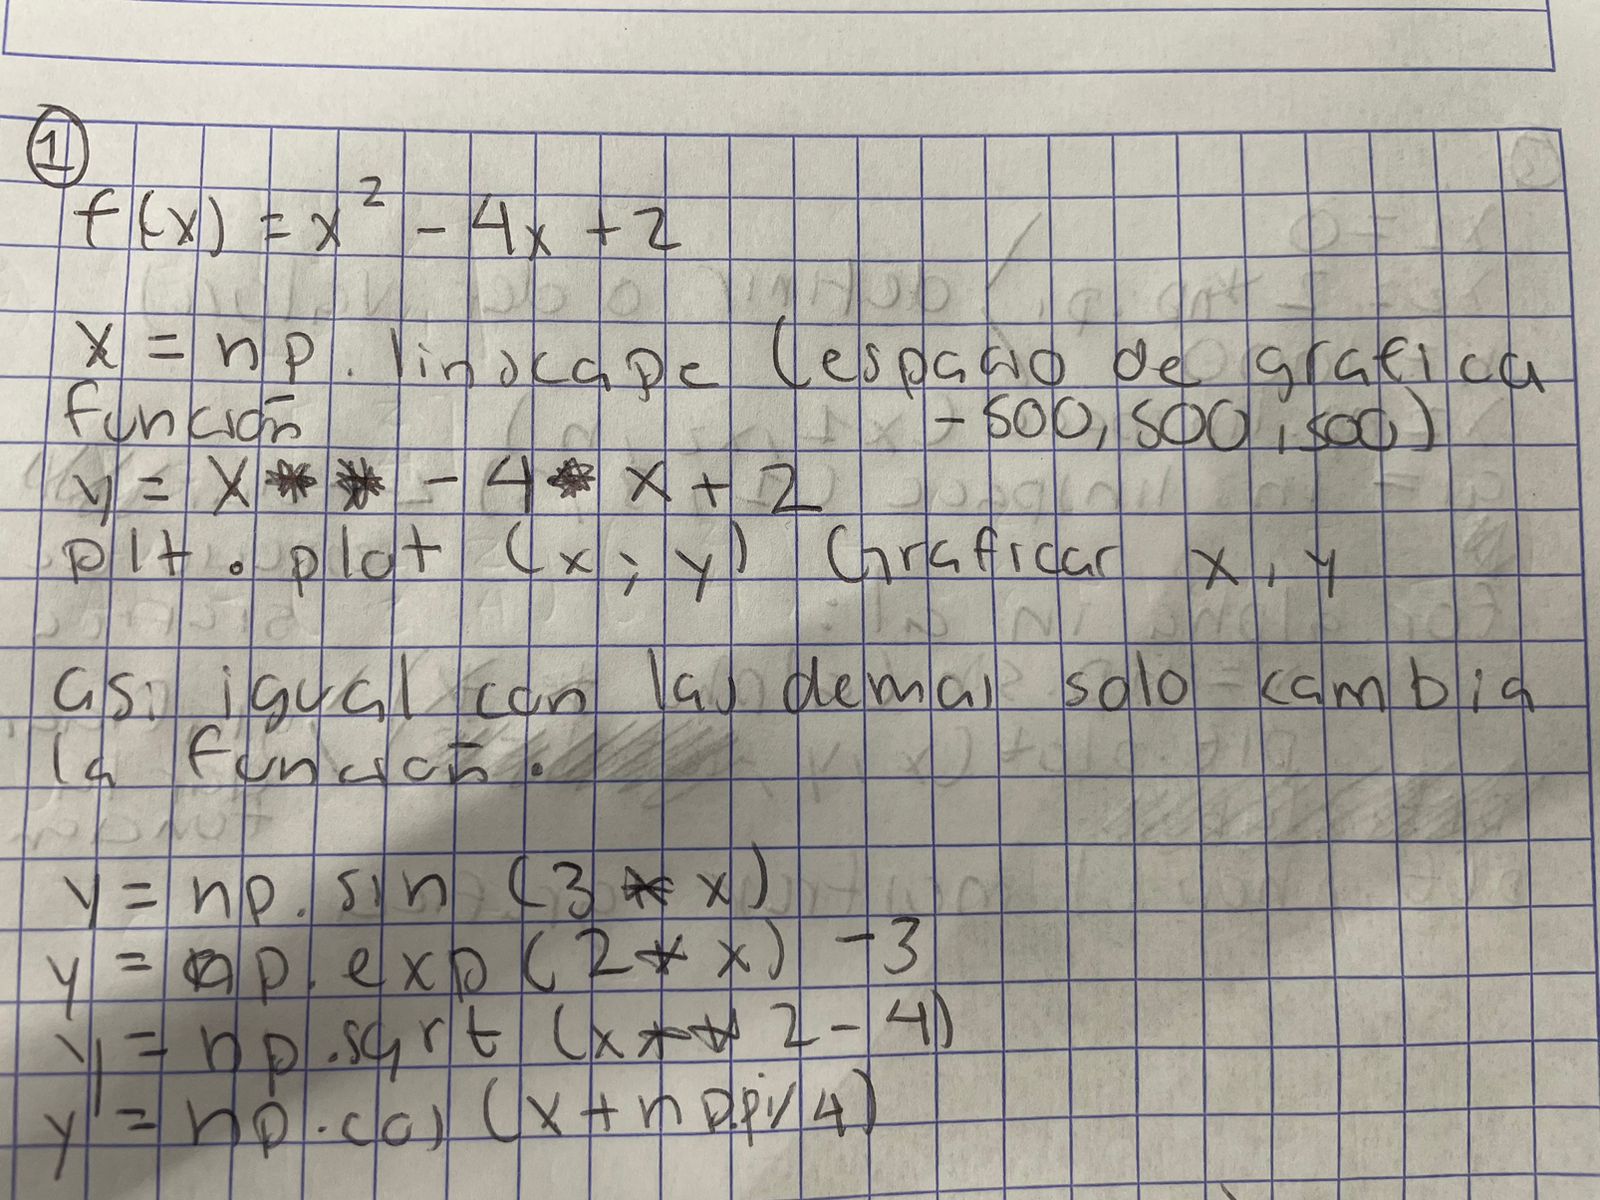 1
f(x) = x² - 4x + 2
x = np. linscape (espacio de grafica
función - 500, 500, 500)
y = x ** - 4 * x + 2
plt. plot (x; y) Graficar x, y
asi igual con las demas solo cambia
la función.
y = np. sin (3 * x)
y = np. exp (2 * x) - 3
y = np. sqrt (x ** 2 - 4)
y = np. cos (x + np.pi/4)